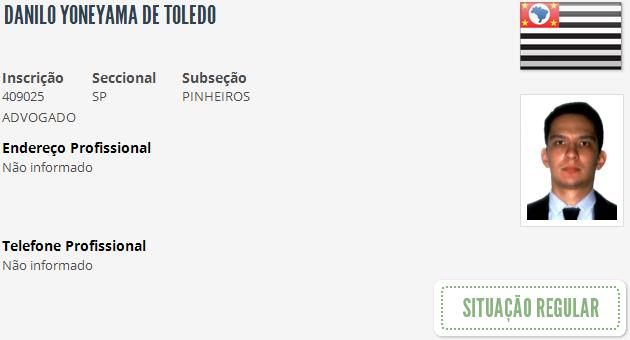 DANILO YONEYAMA DE TOLEDO
Inscrição Seccional Subseção
409025 SP PINHEIROS
ADVOGADO
Endereço Profissional
Não informado
Telefone Profissional
Não informado
SITUAÇÃO REGULAR